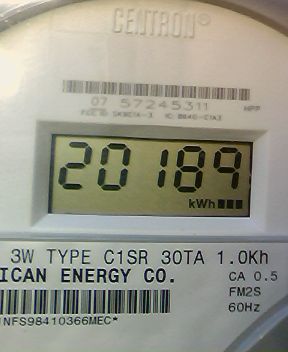 CENTRON®
07 57245311
20189
kWh
3W TYPE C1SR 30TA 1.0Kh
ICAN ENERGY CO.
CA 0.5
FM2S
60Hz
NFS98410366MEC*